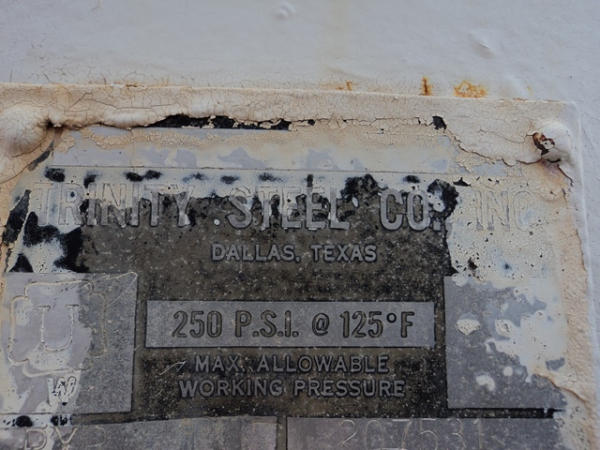 TRINITY STEEL CO., INC.
DALLAS, TEXAS
250 P.S.I. @ 125°F
MAX. ALLOWABLE
WORKING PRESSURE
U
W